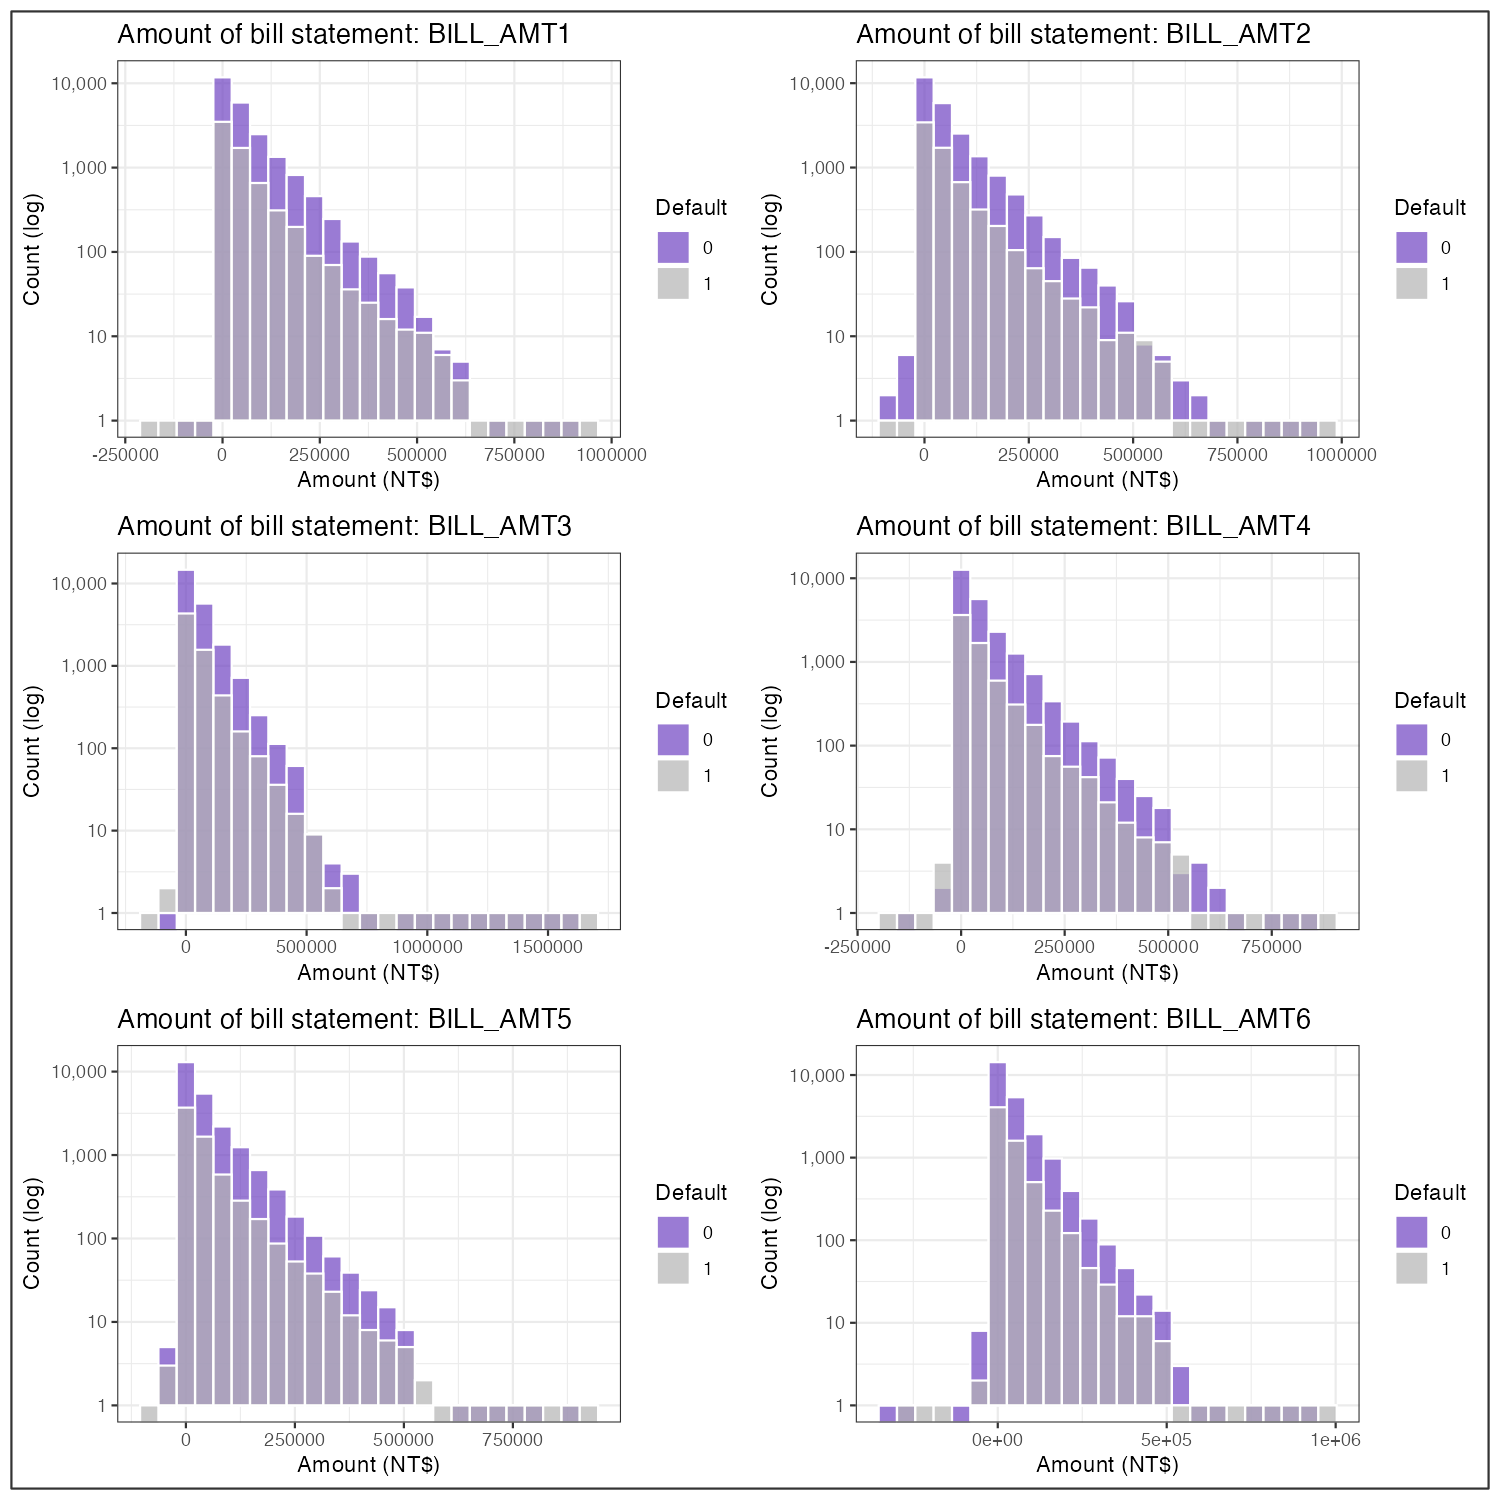 Amount of bill statement: BILL_AMT1
Count (log)
10,000
1,000
100
10
1
-250000 0 250000 500000 750000 1000000
Amount (NT$)
Default
0
1
Amount of bill statement: BILL_AMT2
Count (log)
10,000
1,000
100
10
1
0 250000 500000 750000 1000000
Amount (NT$)
Default
0
1
Amount of bill statement: BILL_AMT3
Count (log)
10,000
1,000
100
10
1
0 500000 1000000 1500000
Amount (NT$)
Default
0
1
Amount of bill statement: BILL_AMT4
Count (log)
10,000
1,000
100
10
1
-250000 0 250000 500000 750000
Amount (NT$)
Default
0
1
Amount of bill statement: BILL_AMT5
Count (log)
10,000
1,000
100
10
1
0 250000 500000 750000
Amount (NT$)
Default
0
1
Amount of bill statement: BILL_AMT6
Count (log)
10,000
1,000
100
10
1
0e+00 5e+05 1e+06
Amount (NT$)
Default
0
1